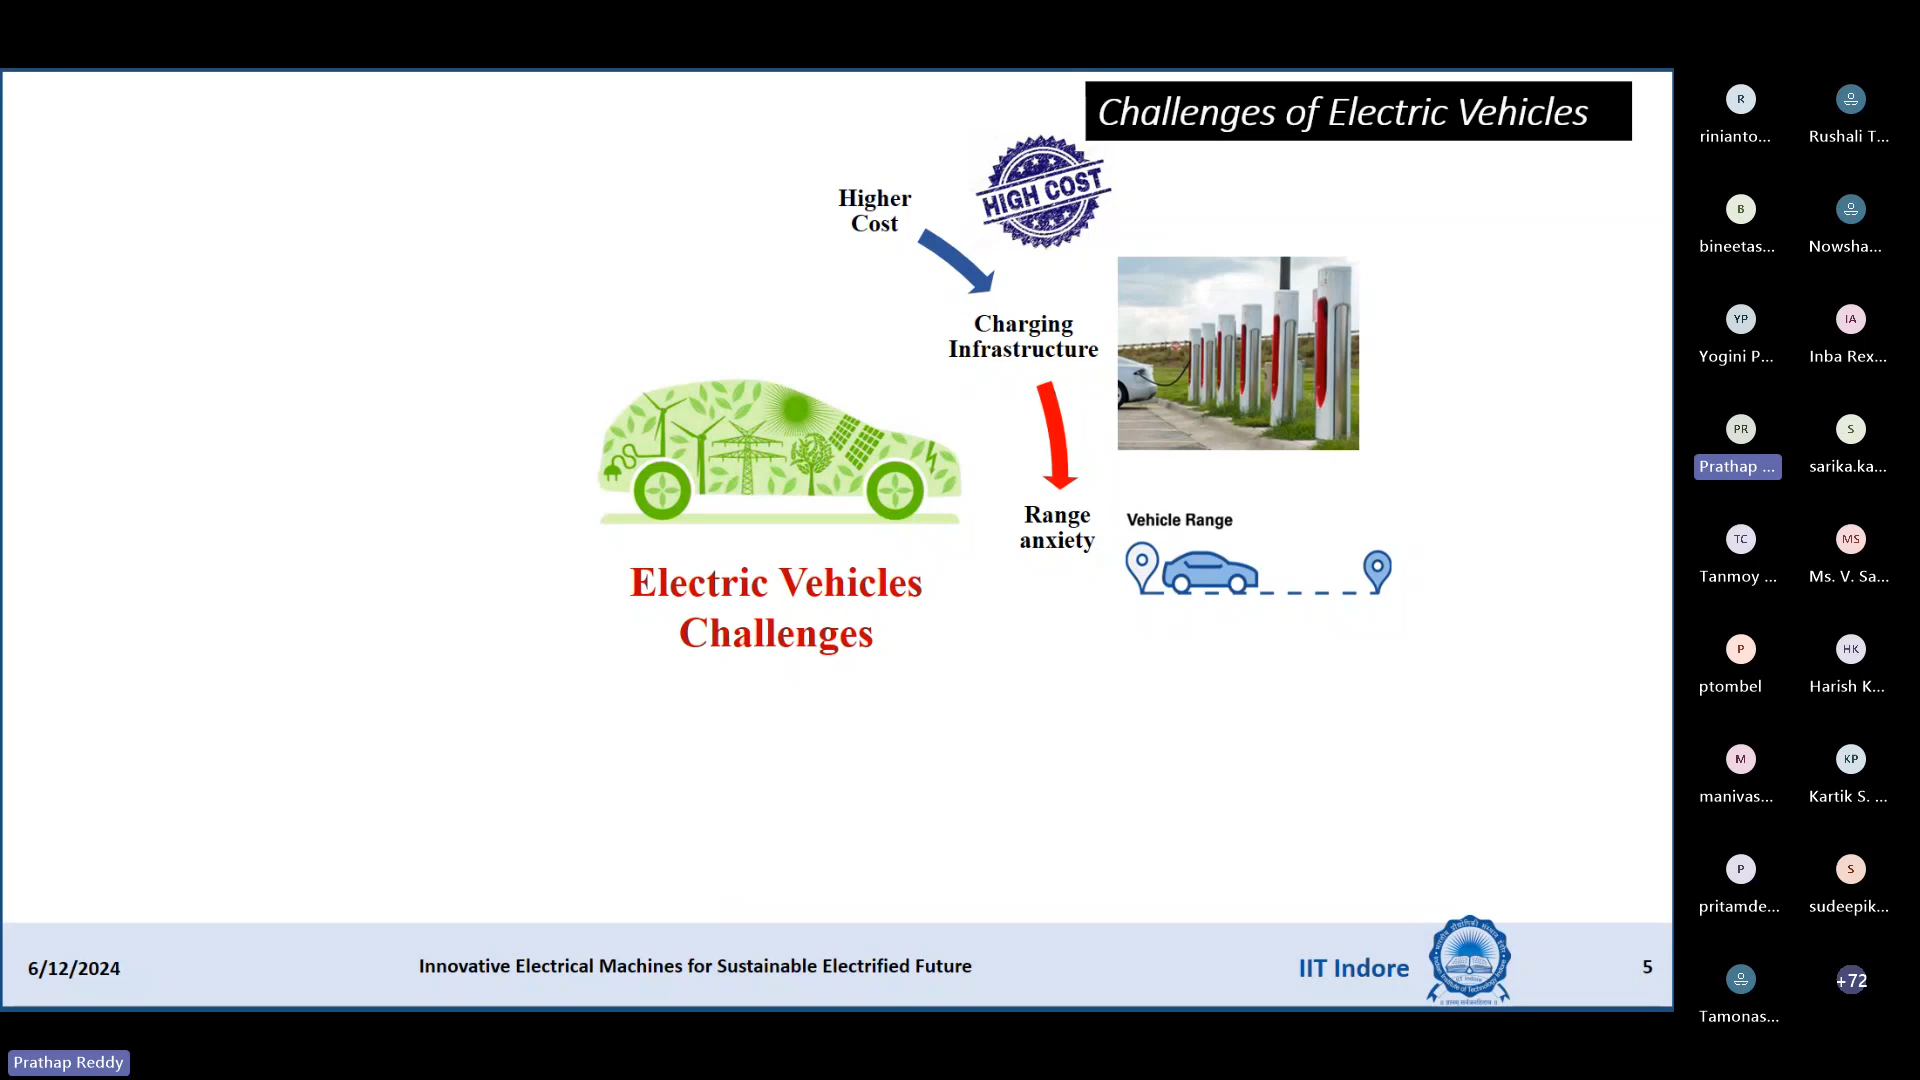 Challenges of Electric Vehicles
HIGH COST
Higher
Cost
Charging
Infrastructure
Range
anxiety
Vehicle Range
Electric Vehicles
Challenges
6/12/2024
Innovative Electrical Machines for Sustainable Electrified Future
IIT Indore
5
R
rinianto...
Rushali T...
B
bineetas...
Nowsha...
YP
Yogini P...
IA
Inba Rex...
PR
Prathap ...
S
sarika.ka...
TC
Tanmoy ...
MS
Ms. V. Sa...
P
ptombel
HK
Harish K...
M
manivas...
KP
Kartik S. ...
P
pritamde...
S
sudeepik...
Tamonas...
+72
Prathap Reddy